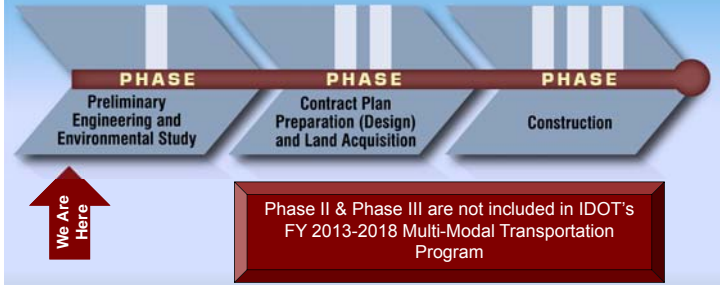 PHASE PHASE PHASE
Preliminary
Engineering and
Environmental Study
Contract Plan
Preparation (Design)
and Land Acquisition
Construction
We Are
Here
Phase II & Phase III are not included in IDOT's
FY 2013-2018 Multi-Modal Transportation
Program